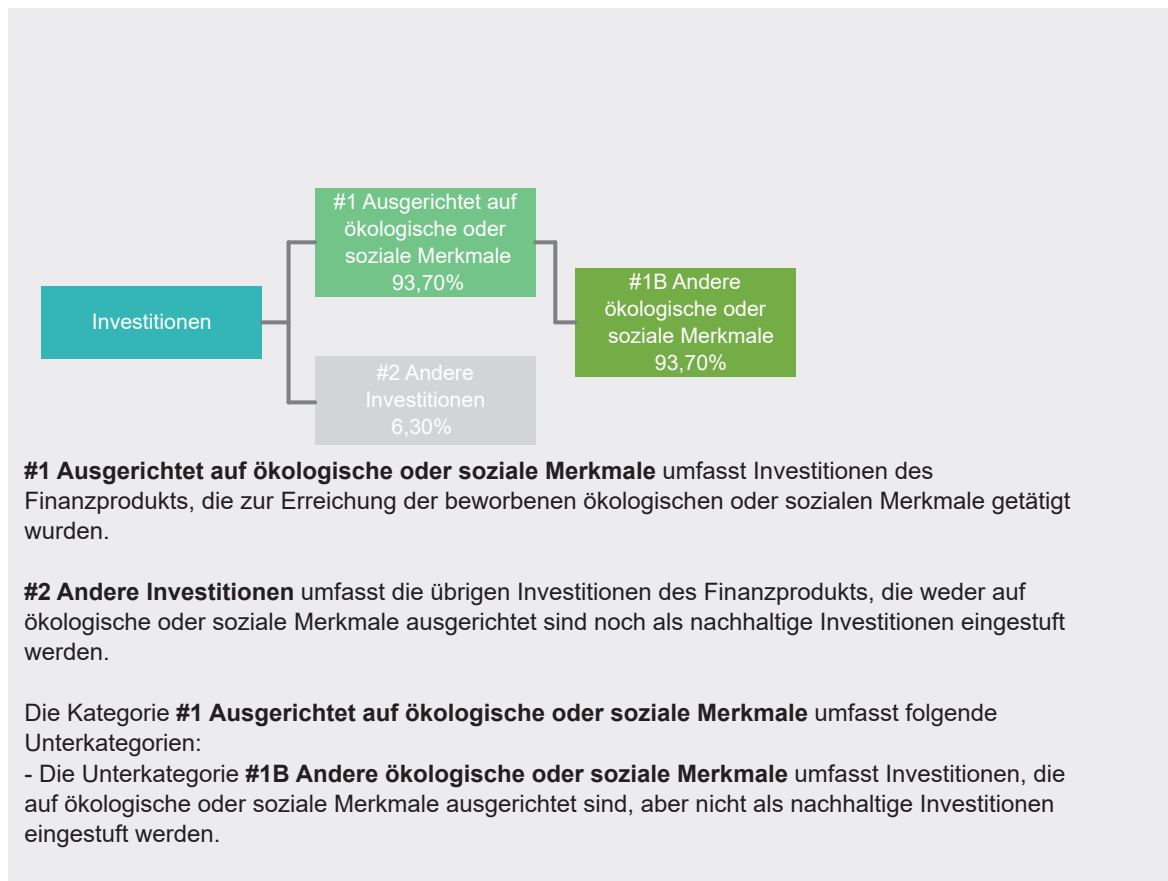 #1 Ausgerichtet auf
ökologische oder
soziale Merkmale
93,70%
Investitionen
#1B Andere
ökologische oder
soziale Merkmale
93,70%
#2 Andere
Investitionen
6,30%
#1 Ausgerichtet auf ökologische oder soziale Merkmale umfasst Investitionen des
Finanzprodukts, die zur Erreichung der beworbenen ökologischen oder sozialen Merkmale getätigt
wurden.
#2 Andere Investitionen umfasst die übrigen Investitionen des Finanzprodukts, die weder auf
ökologische oder soziale Merkmale ausgerichtet sind noch als nachhaltige Investitionen eingestuft
werden.
Die Kategorie #1 Ausgerichtet auf ökologische oder soziale Merkmale umfasst folgende
Unterkategorien:
- Die Unterkategorie #1B Andere ökologische oder soziale Merkmale umfasst Investitionen, die
auf ökologische oder soziale Merkmale ausgerichtet sind, aber nicht als nachhaltige Investitionen
eingestuft werden.